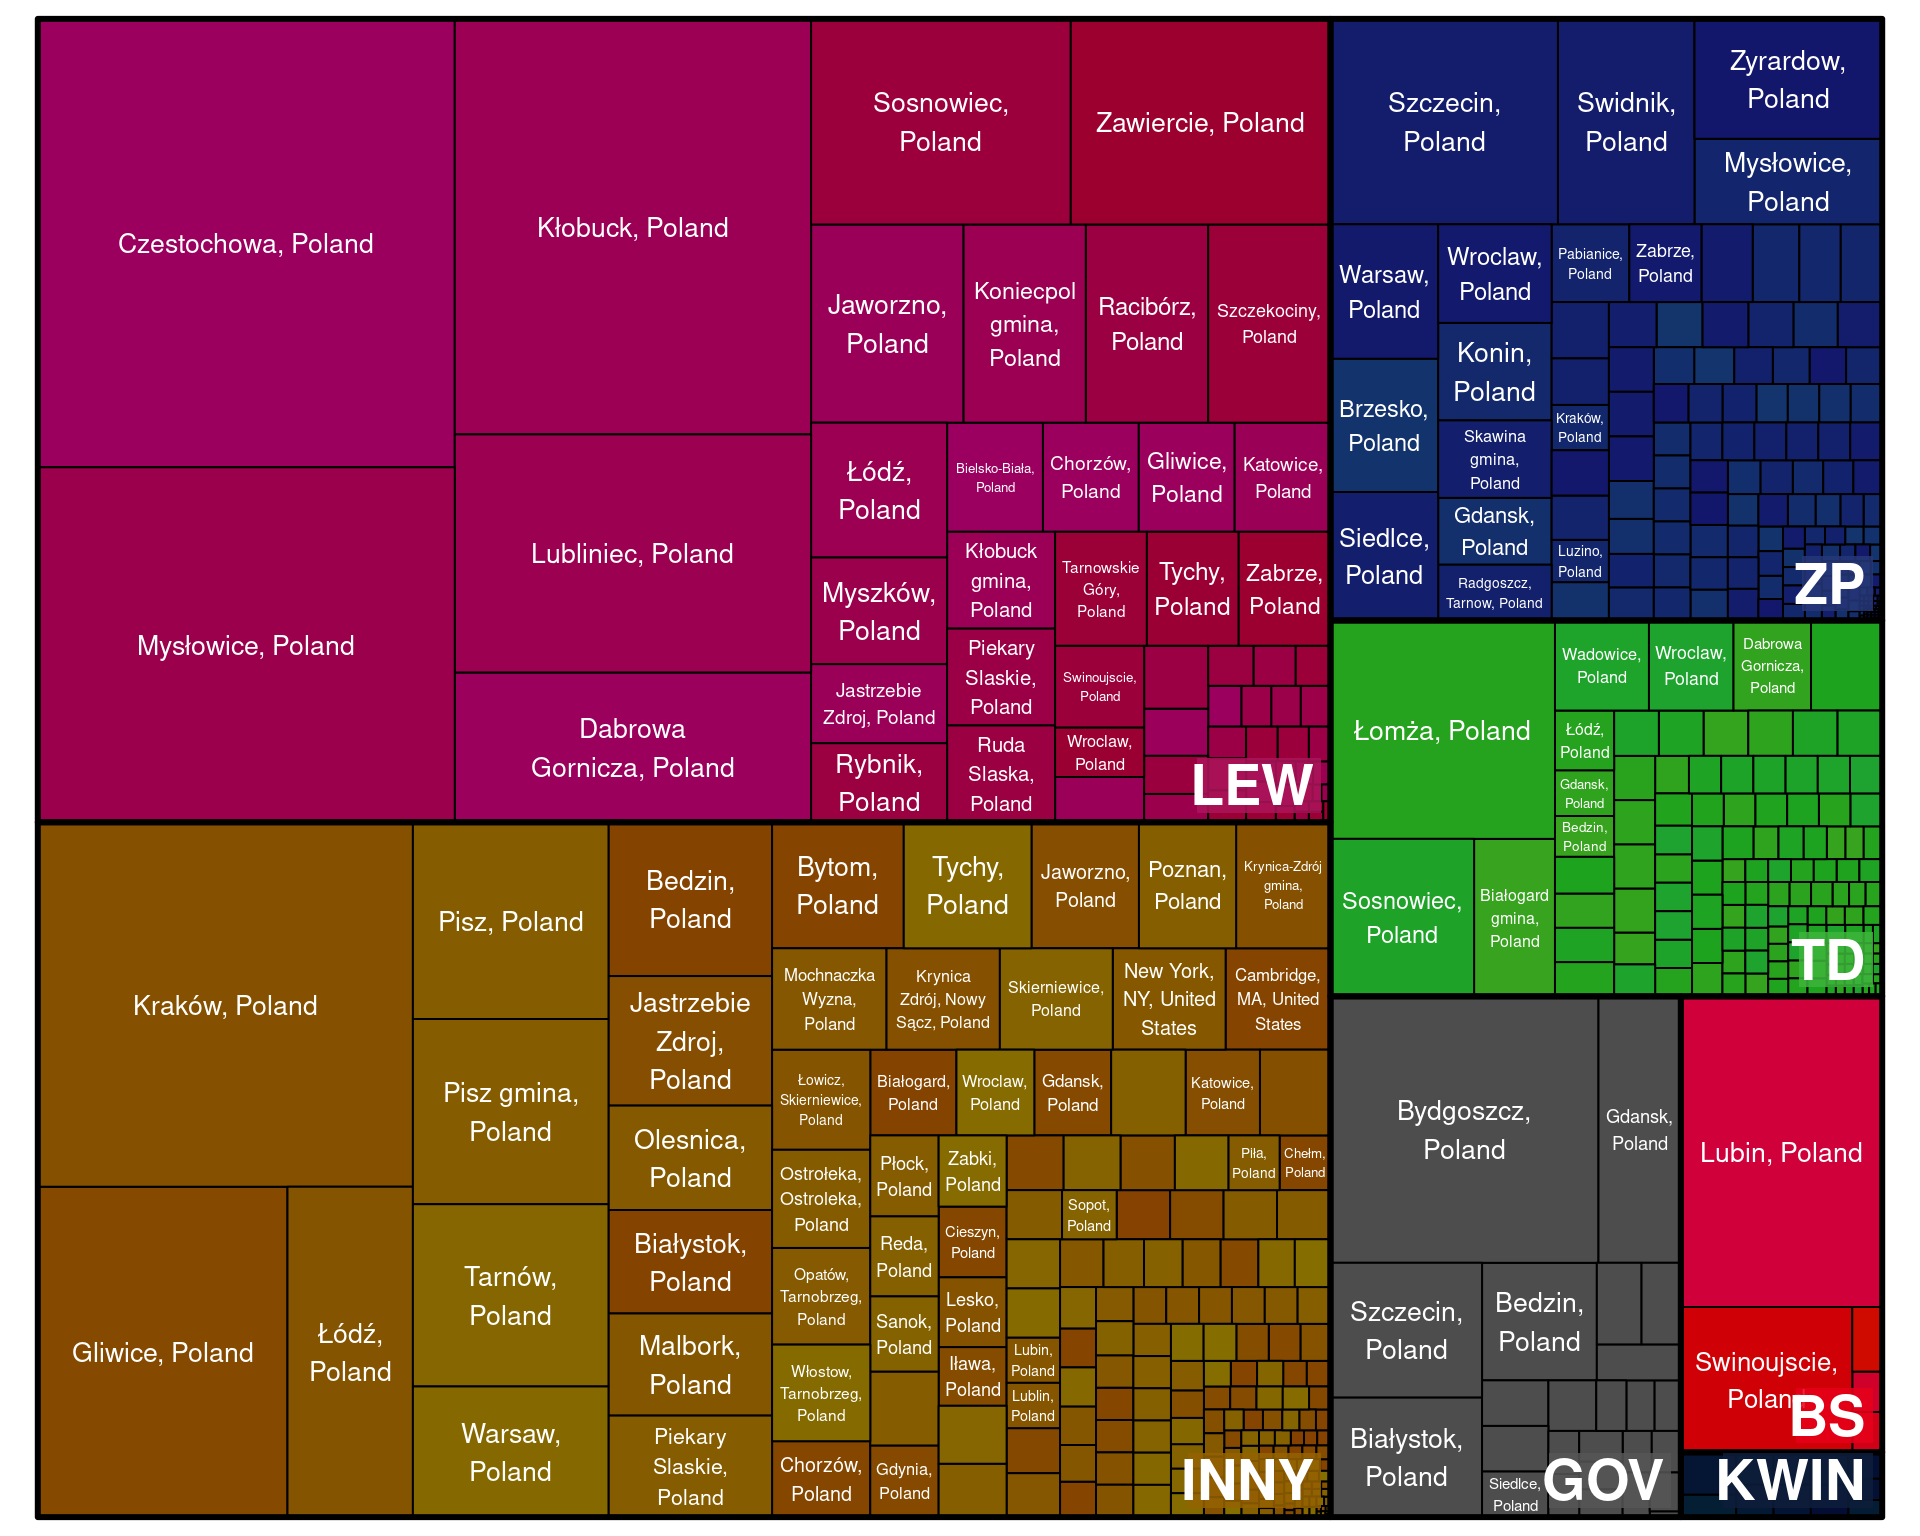 Czestochowa, Poland
Mysłowice, Poland
Kłobuck, Poland
Lubliniec, Poland
Dabrowa
Gornicza, Poland
Sosnowiec,
Poland
Zawiercie, Poland
Jaworzno,
Poland
Koniecpol
gmina,
Poland
Racibórz,
Poland
Szczekociny,
Poland
Łódź,
Poland
Myszków,
Poland
Jastrzebie
Zdroj, Poland
Rybnik,
Poland
Bielsko-Biała,
Poland
Chorzów,
Poland
Gliwice,
Poland
Katowice,
Poland
Kłobuck
gmina,
Poland
Piekary
Slaskie,
Poland
Ruda
Slaska,
Poland
Tarnowskie
Góry,
Poland
Tychy,
Poland
Zabrze,
Poland
Swinoujscie,
Poland
Wroclaw,
Poland
LEW
Szczecin,
Poland
Swidnik,
Poland
Zyrardow,
Poland
Mysłowice,
Poland
Warsaw,
Poland
Brzesko,
Poland
Siedlce,
Poland
Wroclaw,
Poland
Konin,
Poland
Skawina
gmina,
Poland
Gdansk,
Poland
Radgoszcz,
Tarnow, Poland
Pabianice,
Poland
Zabrze,
Poland
Kraków,
Poland
Luzino,
Poland
ZP
Łomża, Poland
Sosnowiec,
Poland
Białogard
gmina,
Poland
Wadowice,
Poland
Wroclaw,
Poland
Dabrowa
Gornicza,
Poland
Łódź,
Poland
Gdansk,
Poland
Bedzin,
Poland
TD
Kraków, Poland
Gliwice, Poland
Łódź,
Poland
Pisz, Poland
Pisz gmina,
Poland
Tarnów,
Poland
Warsaw,
Poland
Bedzin,
Poland
Jastrzebie
Zdroj,
Poland
Olesnica,
Poland
Białystok,
Poland
Malbork,
Poland
Piekary
Slaskie,
Poland
Bytom,
Poland
Tychy,
Poland
Jaworzno,
Poland
Poznan,
Poland
Krynica-Zdrój
gmina,
Poland
Mochnaczka
Wyzna,
Poland
Krynica
Zdrój, Nowy
Sącz, Poland
Skierniewice,
Poland
New York,
NY, United
States
Cambridge,
MA, United
States
Łowicz,
Skierniewice,
Poland
Ostrołeka,
Ostroleka,
Poland
Opatów,
Tarnobrzeg,
Poland
Włostow,
Tarnobrzeg,
Poland
Chorzów,
Poland
Białogard,
Poland
Wroclaw,
Poland
Gdansk,
Poland
Katowice,
Poland
Płock,
Poland
Reda,
Poland
Sanok,
Poland
Gdynia,
Poland
Zabki,
Poland
Cieszyn,
Poland
Lesko,
Poland
Iława,
Poland
Piła,
Poland
Chełm,
Poland
Sopot,
Poland
Lubin,
Poland
Lublin,
Poland
INNY
Bydgoszcz,
Poland
Gdansk,
Poland
Szczecin,
Poland
Białystok,
Poland
Bedzin,
Poland
Siedlce,
Poland
GOV
Lubin, Poland
Swinoujscie,
Poland
BS
KWIN